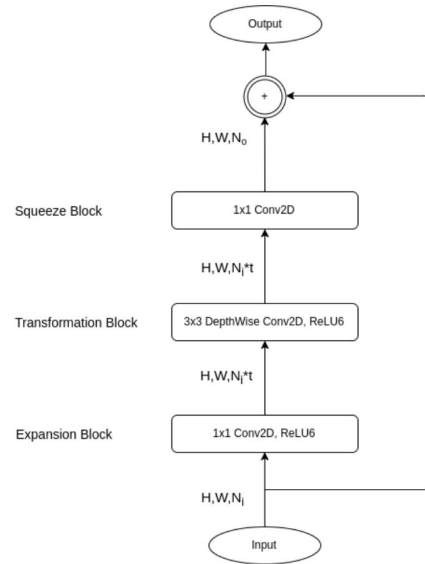 Output
+
H,W,Nₒ
Squeeze Block
1x1 Conv2D
H,W,Nᵢ*t
Transformation Block
3x3 DepthWise Conv2D, ReLU6
H,W,Nᵢ*t
Expansion Block
1x1 Conv2D, ReLU6
H,W,Nᵢ
Input